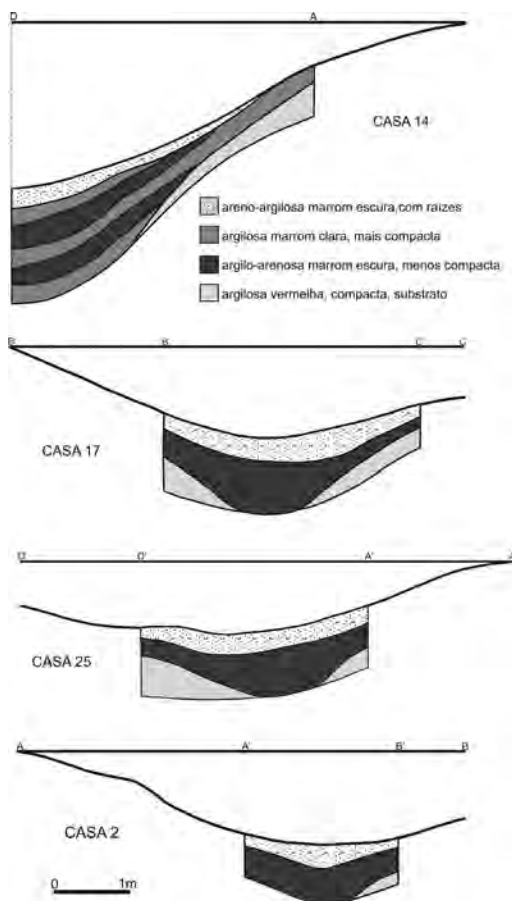 D A
CASA 14
areno-argilosa marrom escura,com raízes
argilosa marrom clara, mais compacta
argilo-arenosa marrom escura, menos compacta
argilosa vermelha, compacta, substrato
B B' C' C
CASA 17
D D' A' A
CASA 25
A A' B' B
CASA 2
0 1m